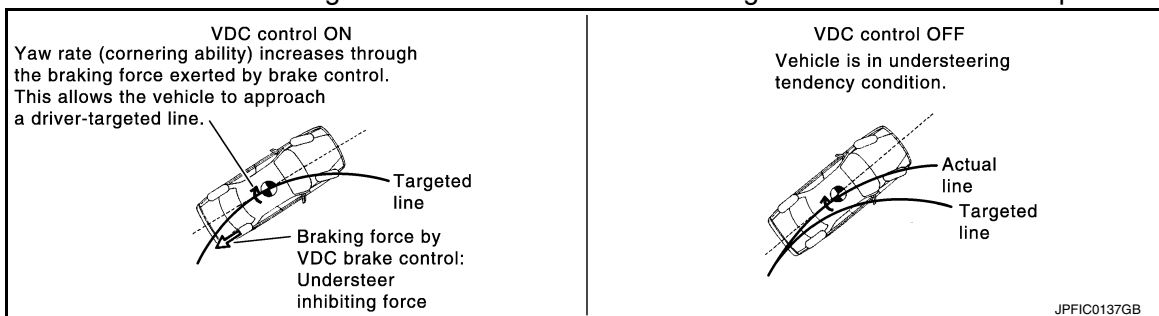 VDC control ON
Yaw rate (cornering ability) increases through
the braking force exerted by brake control.
This allows the vehicle to approach
a driver-targeted line.
Targeted
line
Braking force by
VDC brake control:
Understeer
inhibiting force
VDC control OFF
Vehicle is in understeering
tendency condition.
Actual
line
Targeted
line
JPFIC0137GB